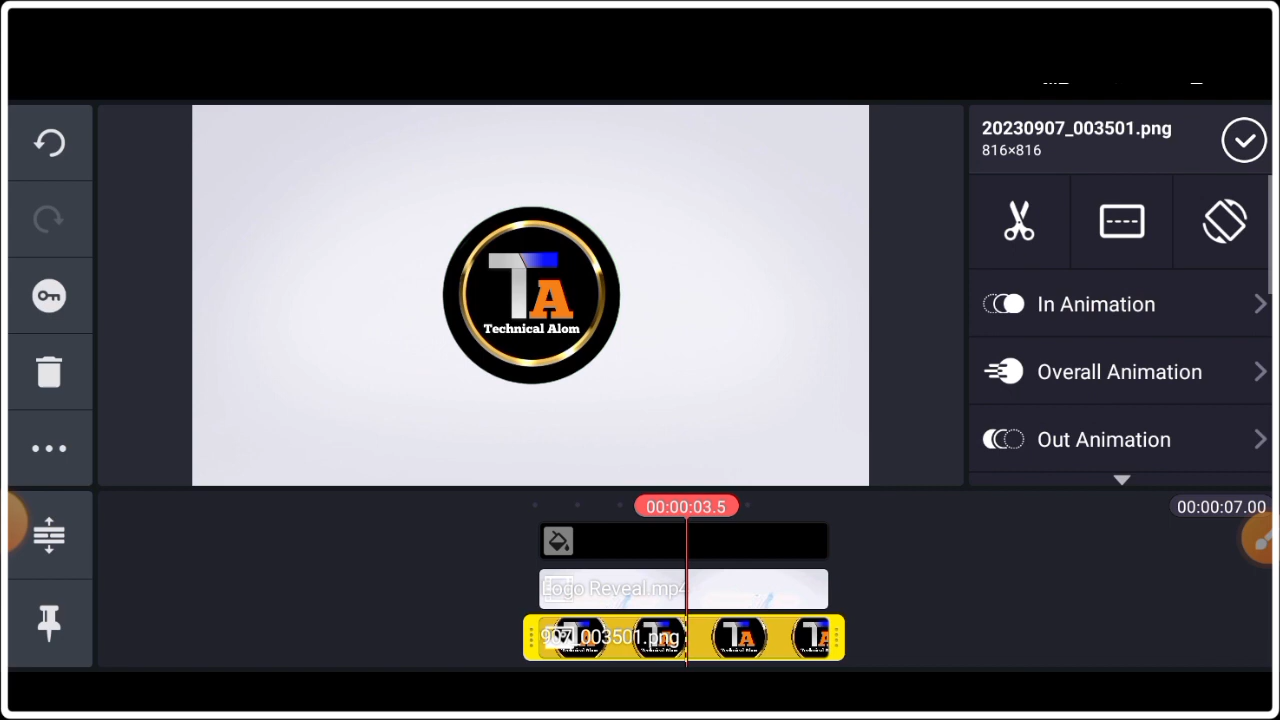 20230907_003501.png
816×816
TA
Technical Alom
In Animation
Overall Animation
Out Animation
00:00:03.5
00:00:07.00
Logo Reveal.mp4
907_003501.png